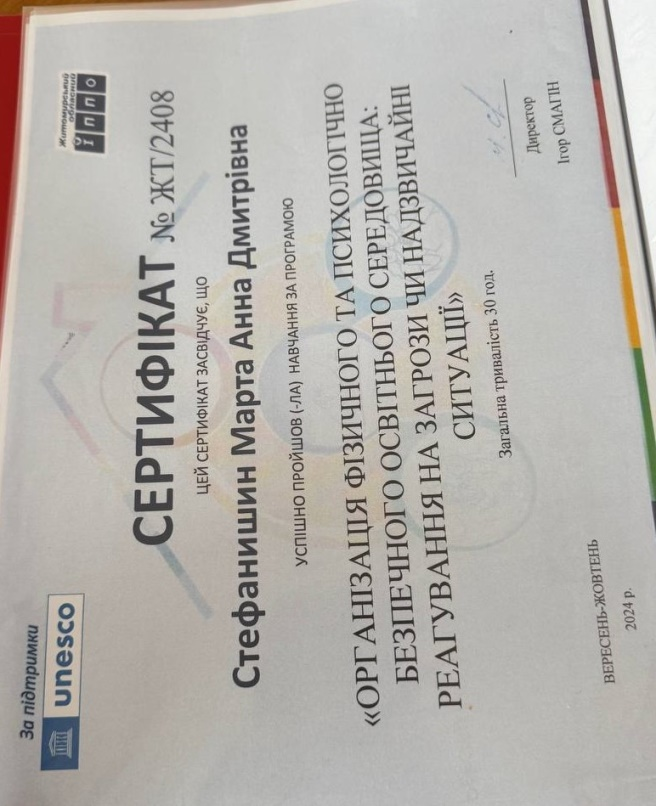 За підтримки
unesco
Житомирський
обласний
ІППО
СЕРТИФІКАТ № ЖТ/2408
ЦЕЙ СЕРТИФІКАТ ЗАСВІДЧУЄ, ЩО
Стефанишин Марта Анна Дмитрівна
УСПІШНО ПРОЙШОВ (-ЛА) НАВЧАННЯ ЗА ПРОГРАМОЮ
«ОРГАНІЗАЦІЯ ФІЗИЧНОГО ТА ПСИХОЛОГІЧНО
БЕЗПЕЧНОГО ОСВІТНЬОГО СЕРЕДОВИЩА:
РЕАГУВАННЯ НА ЗАГРОЗИ ЧИ НАДЗВИЧАЙНІ
СИТУАЦІЇ»
Загальна тривалість 30 год.
Директор
Ігор СМАГІН
ВЕРЕСЕНЬ-ЖОВТЕНЬ
2024 р.